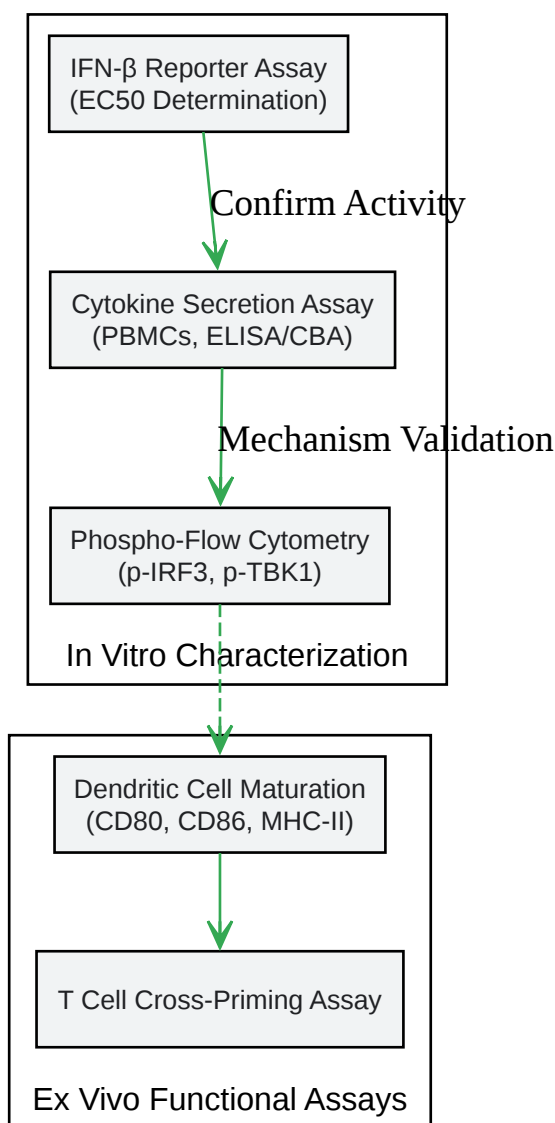 IFN-β Reporter Assay
(EC50 Determination)
Confirm Activity
Cytokine Secretion Assay
(PBMCs, ELISA/CBA)
Mechanism Validation
Phospho-Flow Cytometry
(p-IRF3, p-TBK1)
In Vitro Characterization
Dendritic Cell Maturation
(CD80, CD86, MHC-II)
T Cell Cross-Priming Assay
Ex Vivo Functional Assays